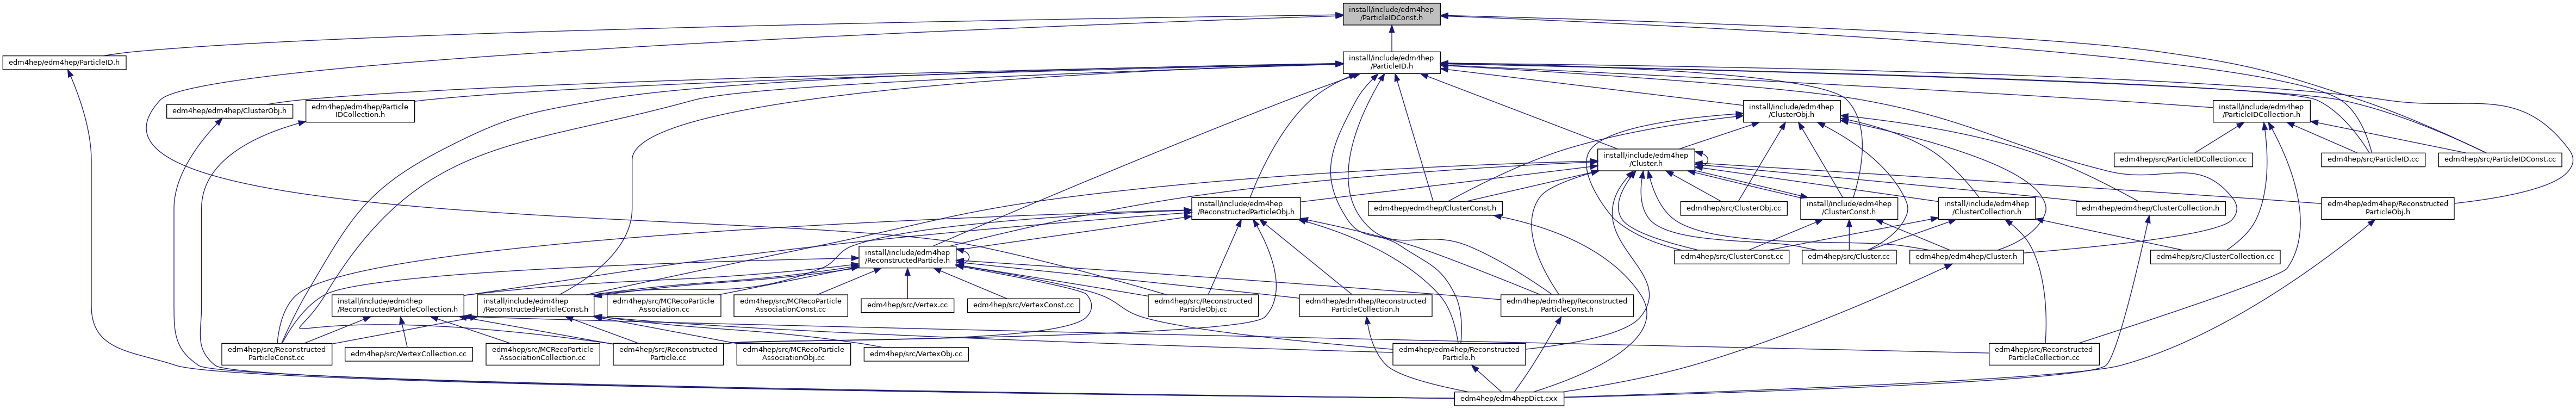 install/include/edm4hep
/ParticleIDConst.h
edm4hep/edm4hep/ParticleID.h
install/include/edm4hep
/ParticleID.h
edm4hep/edm4hep/ClusterObj.h
edm4hep/edm4hep/Particle
IDCollection.h
install/include/edm4hep
/ClusterObj.h
install/include/edm4hep
/ParticleIDCollection.h
install/include/edm4hep
/Cluster.h
edm4hep/src/ParticleIDCollection.cc
edm4hep/src/ParticleID.cc
edm4hep/src/ParticleIDConst.cc
install/include/edm4hep
/ReconstructedParticleObj.h
edm4hep/edm4hep/ClusterConst.h
edm4hep/src/ClusterObj.cc
install/include/edm4hep
/ClusterConst.h
install/include/edm4hep
/ClusterCollection.h
edm4hep/edm4hep/ClusterCollection.h
edm4hep/edm4hep/Reconstructed
ParticleObj.h
install/include/edm4hep
/ReconstructedParticle.h
edm4hep/src/ClusterConst.cc
edm4hep/src/Cluster.cc
edm4hep/edm4hep/Cluster.h
edm4hep/src/ClusterCollection.cc
install/include/edm4hep
/ReconstructedParticleCollection.h
install/include/edm4hep
/ReconstructedParticleConst.h
edm4hep/src/MCRecoParticle
Association.cc
edm4hep/src/MCRecoParticle
AssociationConst.cc
edm4hep/src/Vertex.cc
edm4hep/src/VertexConst.cc
edm4hep/src/Reconstructed
ParticleObj.cc
edm4hep/edm4hep/Reconstructed
ParticleCollection.h
edm4hep/edm4hep/Reconstructed
ParticleConst.h
edm4hep/src/Reconstructed
ParticleConst.cc
edm4hep/src/VertexCollection.cc
edm4hep/src/MCRecoParticle
AssociationCollection.cc
edm4hep/src/Reconstructed
Particle.cc
edm4hep/src/MCRecoParticle
AssociationObj.cc
edm4hep/src/VertexObj.cc
edm4hep/edm4hep/Reconstructed
Particle.h
edm4hep/src/Reconstructed
ParticleCollection.cc
edm4hep/edm4hepDict.cxx